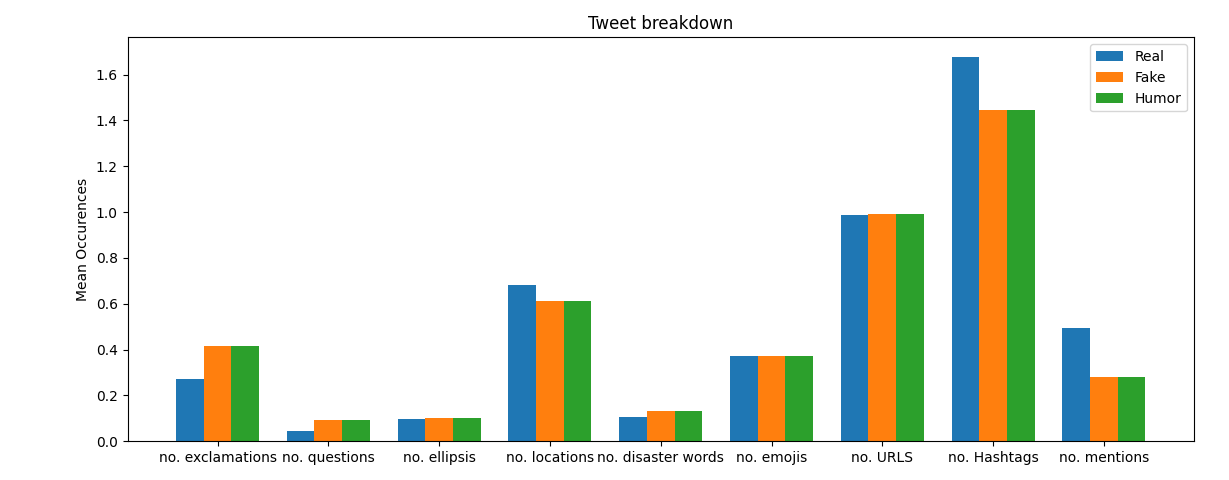 Tweet breakdown
Real
Fake
Humor
Mean Occurences
1.6
1.4
1.2
1.0
0.8
0.6
0.4
0.2
0.0
no. exclamations no. questions no. ellipsis no. locations no. disaster words no. emojis no. URLS no. Hashtags no. mentions